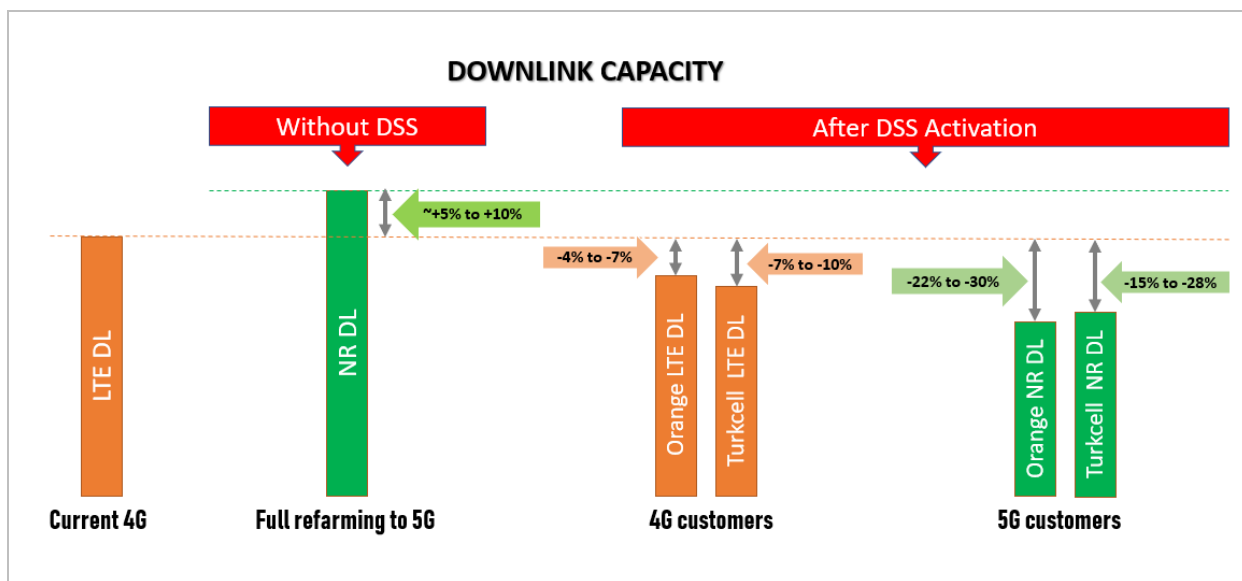 DOWNLINK CAPACITY
Without DSS
After DSS Activation
~+5% to +10%
-4% to -7%
-7% to -10%
-22% to -30%
-15% to -28%
LTE DL
NR DL
Orange LTE DL
Turkcell LTE DL
Orange NR DL
Turkcell NR DL
Current 4G
Full refarming to 5G
4G customers
5G customers